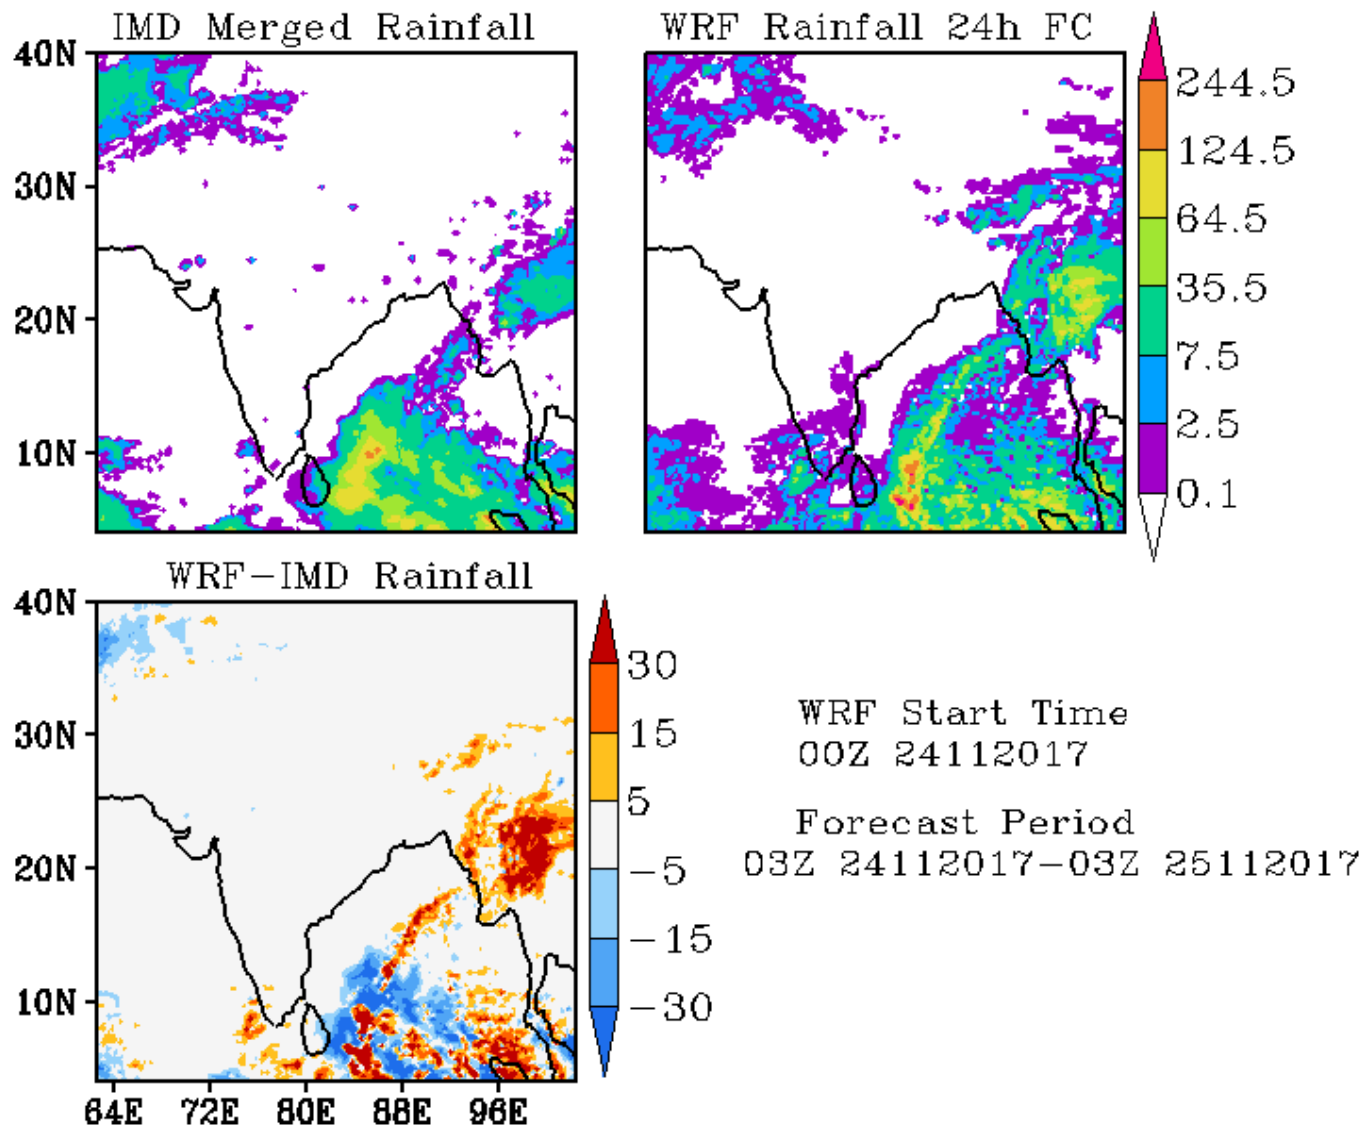 IMD Merged Rainfall
WRF Rainfall 24h FC
40N
30N
20N
10N
244.5
124.5
64.5
35.5
7.5
2.5
0.1
WRF-IMD Rainfall
40N
30N
20N
10N
64E 72E 80E 88E 96E
30
15
5
-5
-15
-30
WRF Start Time
00Z 24112017
Forecast Period
03Z 24112017-03Z 25112017